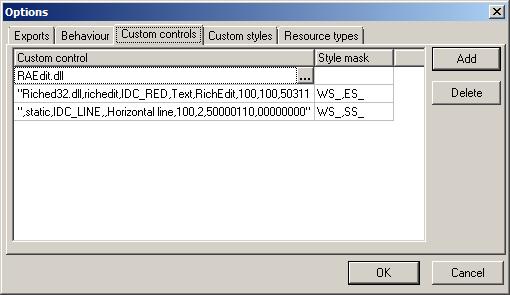 Options
Exports Behaviour Custom controls Custom styles Resource types
Custom control Style mask
RAEdit.dll ...
"Riched32.dll,richedit,IDC_RED,Text,RichEdit,100,100,50311 WS_,ES_
",static,IDC_LINE,,Horizontal line,100,2,50000110,00000000" WS_,SS_
Add
Delete
OK Cancel